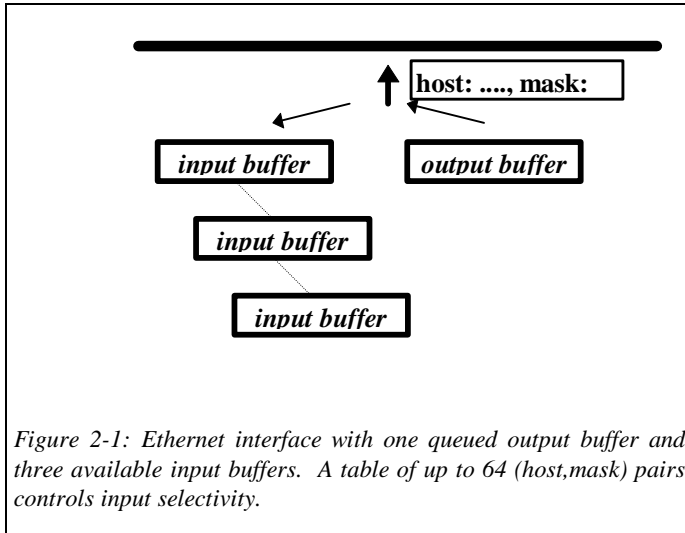 host: ...., mask:
input buffer
output buffer
input buffer
input buffer
Figure 2-1: Ethernet interface with one queued output buffer and
three available input buffers. A table of up to 64 (host,mask) pairs
controls input selectivity.